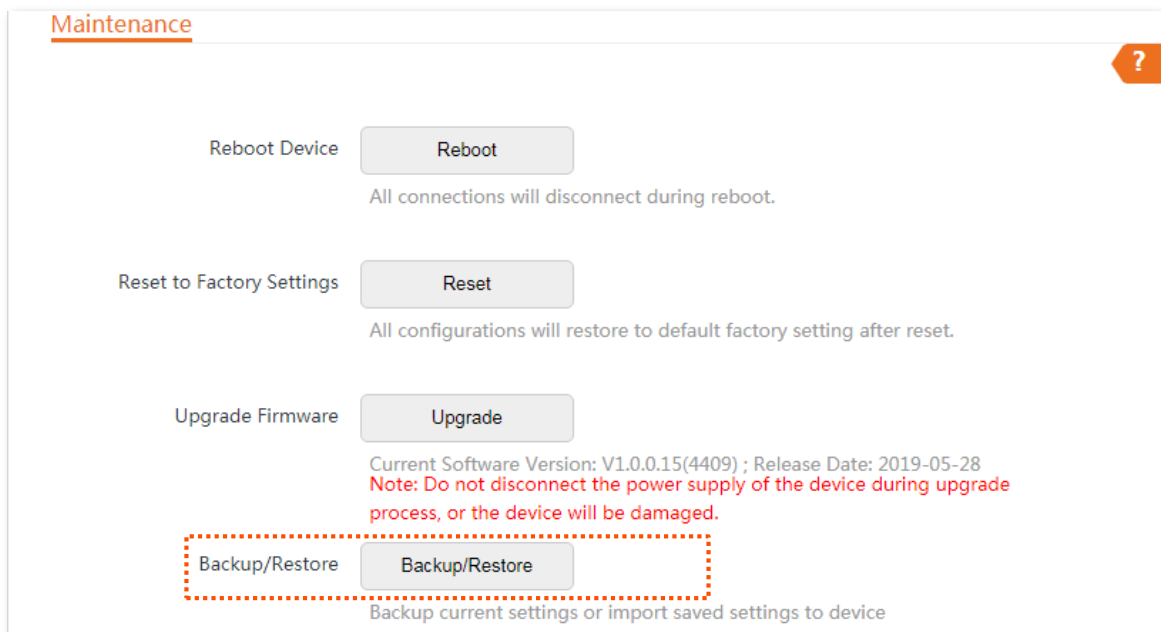 Maintenance
?
Reboot Device Reboot
All connections will disconnect during reboot.
Reset to Factory Settings Reset
All configurations will restore to default factory setting after reset.
Upgrade Firmware Upgrade
Current Software Version: V1.0.0.15(4409) ; Release Date: 2019-05-28
Note: Do not disconnect the power supply of the device during upgrade
process, or the device will be damaged.
Backup/Restore Backup/Restore
Backup current settings or import saved settings to device